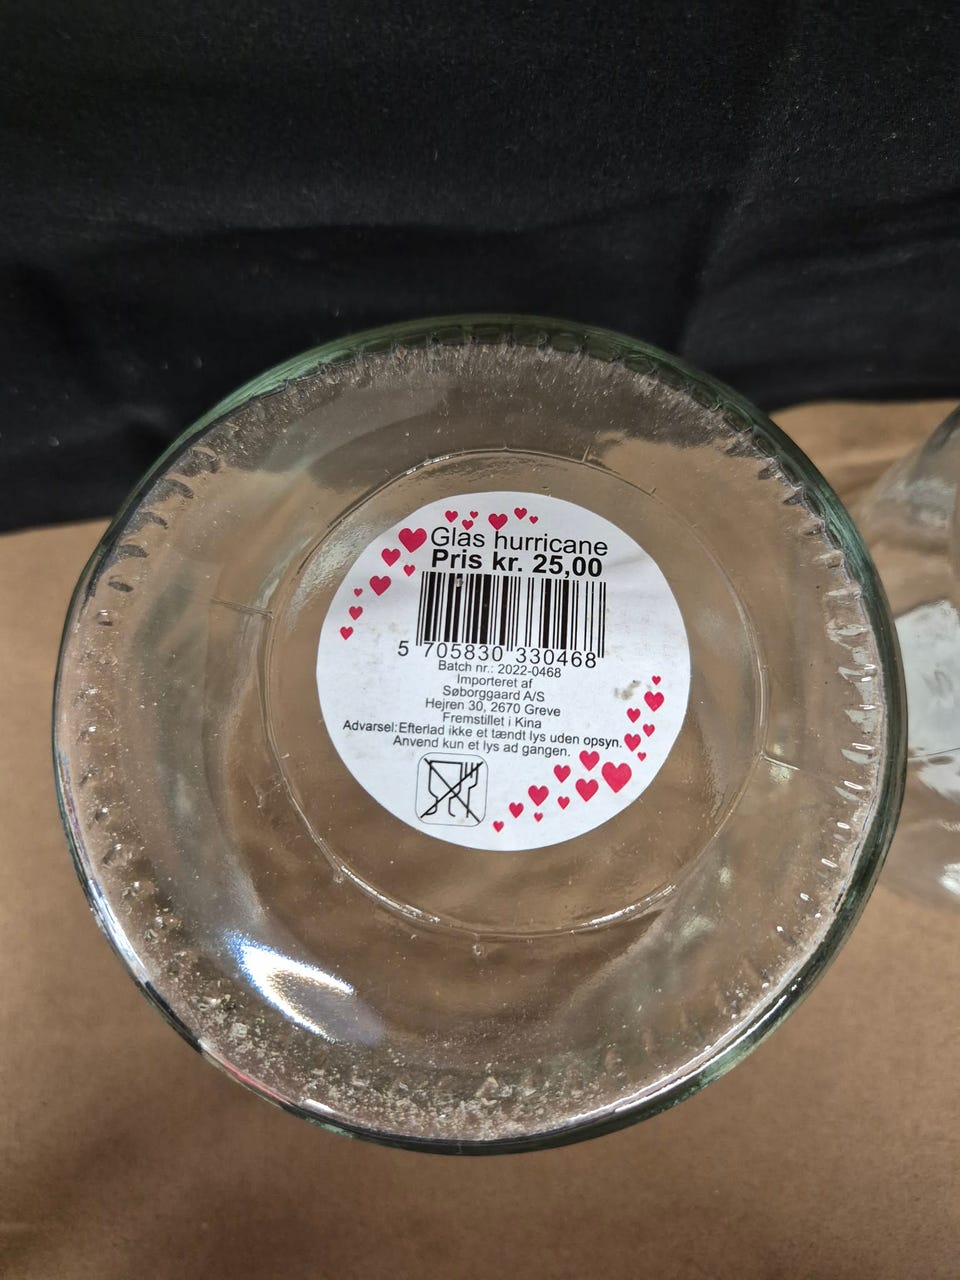 Glas hurricane
Pris kr. 25,00
5 705830 330468
Batch nr.: 2022-0468
Importeret af
Søborggaard A/S
Hejren 30, 2670 Greve
Fremstillet i Kina
Advarsel: Efterlad ikke et tændt lys uden opsyn.
Anvend kun et lys ad gangen.